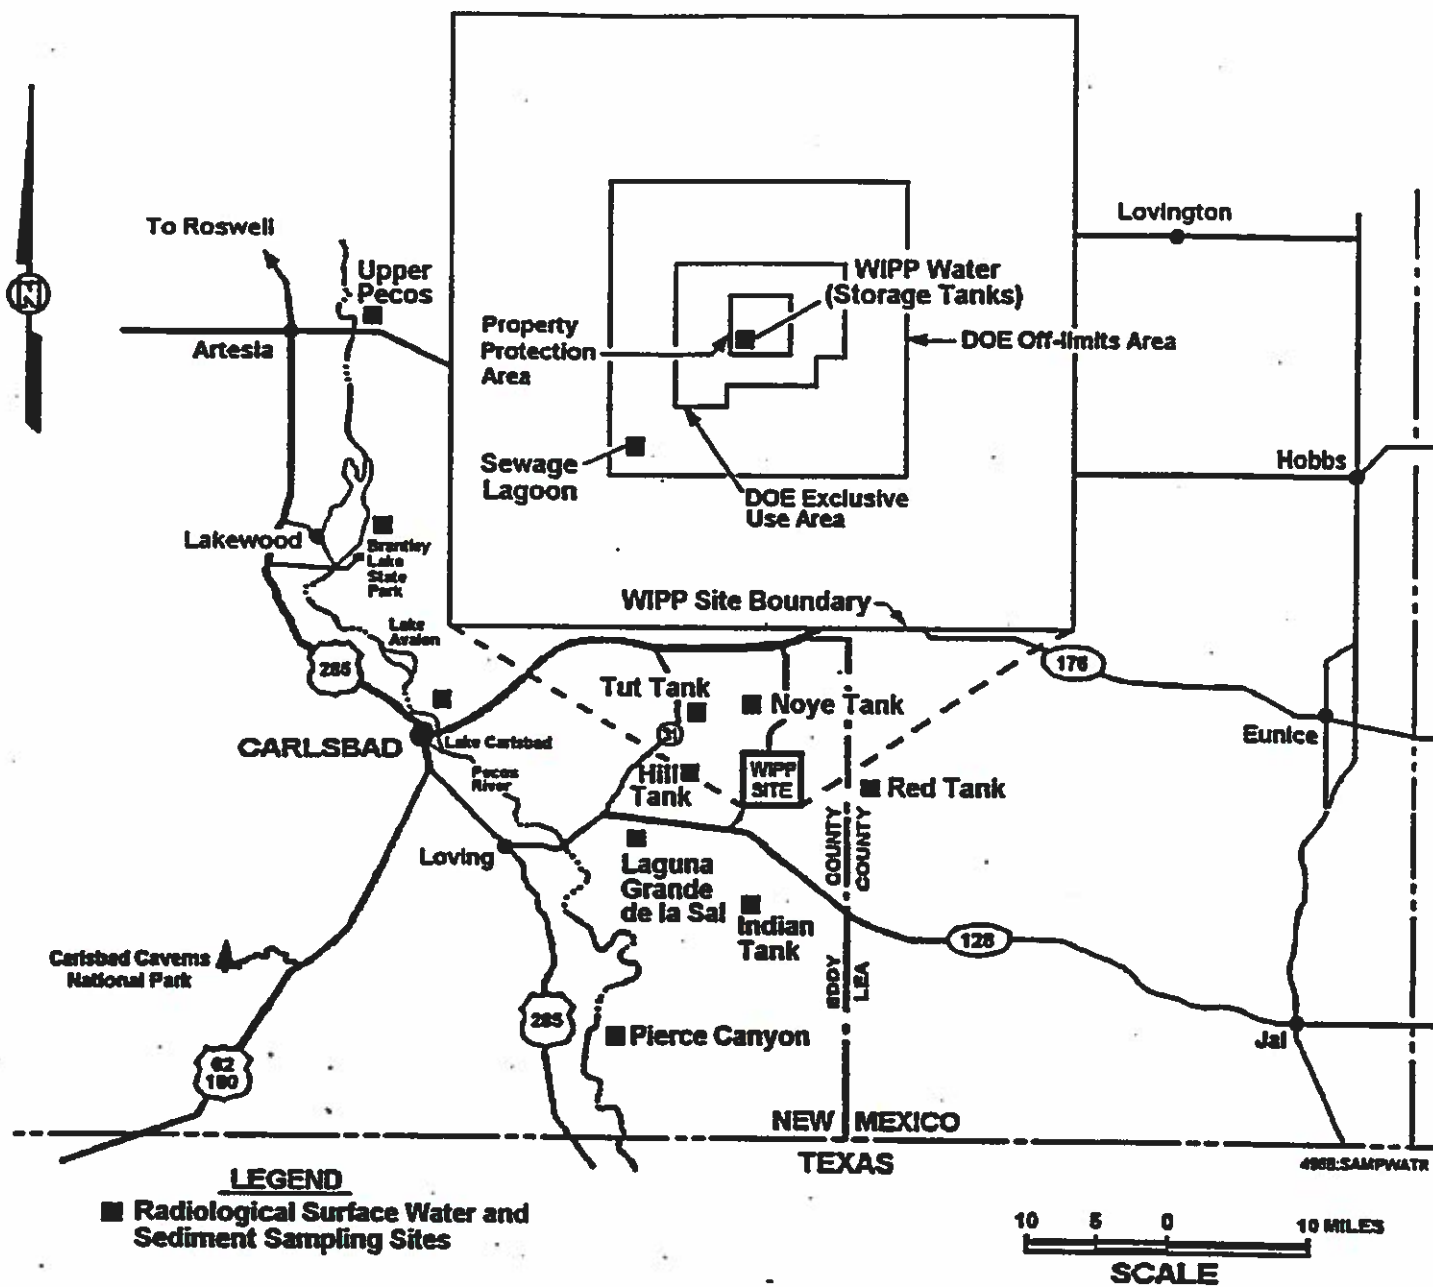 To Roswell
Upper
Pecos
Artesia
Lovington
WIPP Water
(Storage Tanks)
Property
Protection
Area
DOE Off-limits Area
Sewage
Lagoon
DOE Exclusive
Use Area
Hobbs
Lakewood
Brantley
Lake
State
Park
WIPP Site Boundary
Lake
Avalon
285
176
Tut Tank
Noye Tank
Eunice
CARLSBAD
Lake Carlsbad
31
Pecos
River
Hill
Tank
WIPP
SITE
Red Tank
COUNTY
COUNTY
Loving
Laguna
Grande
de la Sal
Indian
Tank
128
EDDY
LEA
Carlsbad Caverns
National Park
285
Pierce Canyon
Jal
62
180
NEW MEXICO
TEXAS
LEGEND
Radiological Surface Water and
Sediment Sampling Sites
10 5 0 10 MILES
SCALE